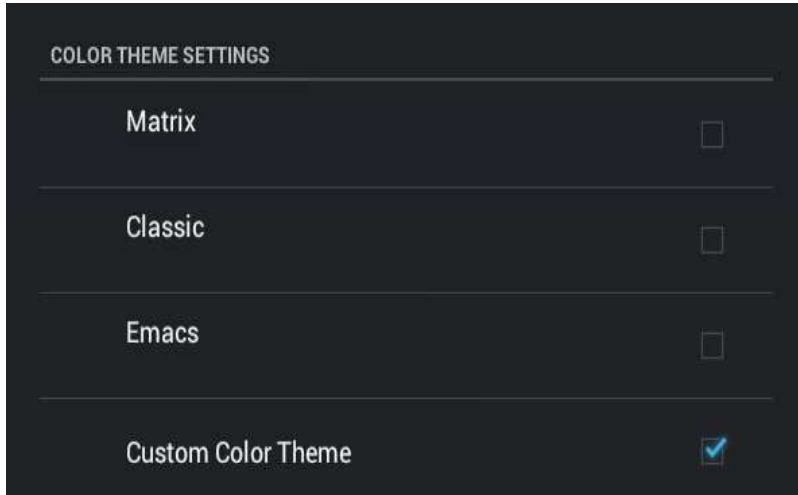 COLOR THEME SETTINGS
Matrix
Classic
Emacs
Custom Color Theme